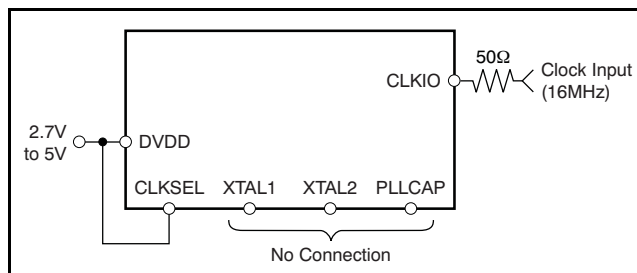 50Ω
CLKIO
Clock Input
(16MHz)
2.7V
to 5V
DVDD
CLKSEL
XTAL1
XTAL2
PLLCAP
No Connection